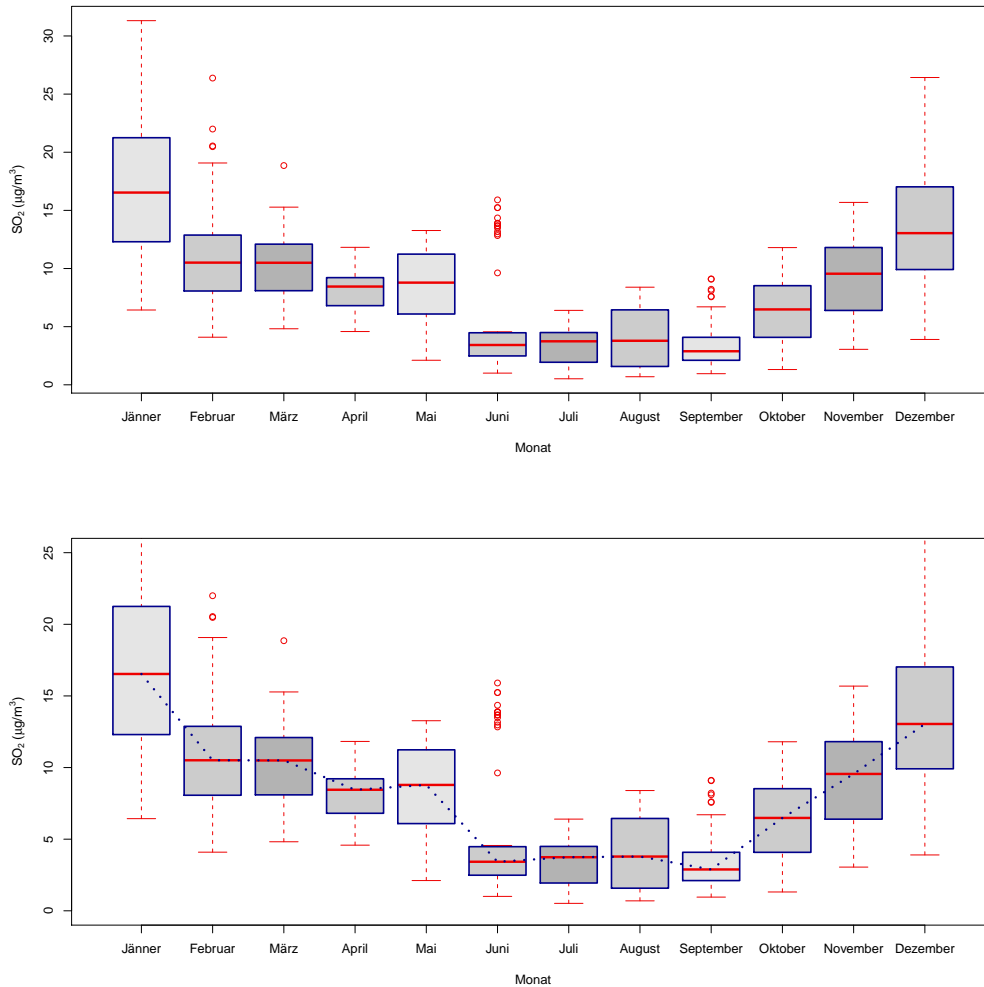 30
25
20
15
10
5
0
SO₂ (µg/m³)
Jänner Februar März April Mai Juni Juli August September Oktober November Dezember
Monat
25
20
15
10
5
0
SO₂ (µg/m³)
Jänner Februar März April Mai Juni Juli August September Oktober November Dezember
Monat